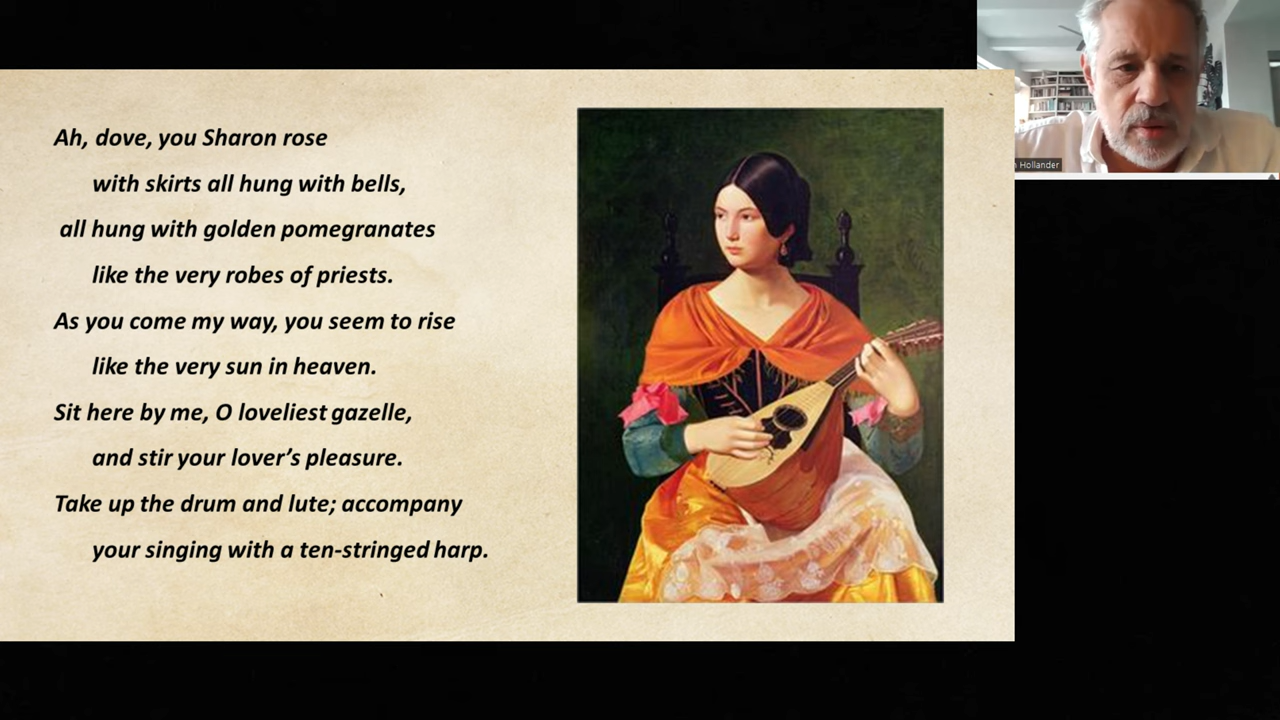 Ah, dove, you Sharon rose
with skirts all hung with bells,
all hung with golden pomegranates
like the very robes of priests.
As you come my way, you seem to rise
like the very sun in heaven.
Sit here by me, O loveliest gazelle,
and stir your lover’s pleasure.
Take up the drum and lute; accompany
your singing with a ten-stringed harp.
Hollander